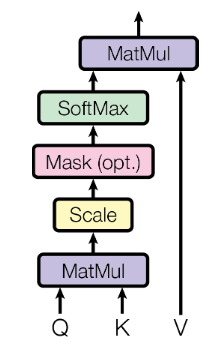 MatMul
SoftMax
Mask (opt.)
Scale
MatMul
Q K V